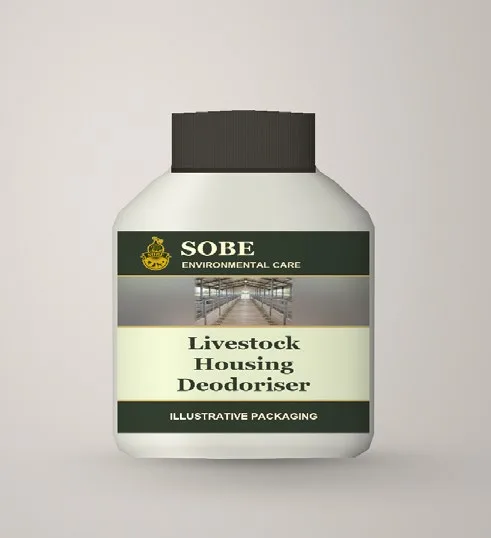 SOBE
ENVIRONMENTAL CARE
Livestock
Housing
Deodoriser
ILLUSTRATIVE PACKAGING